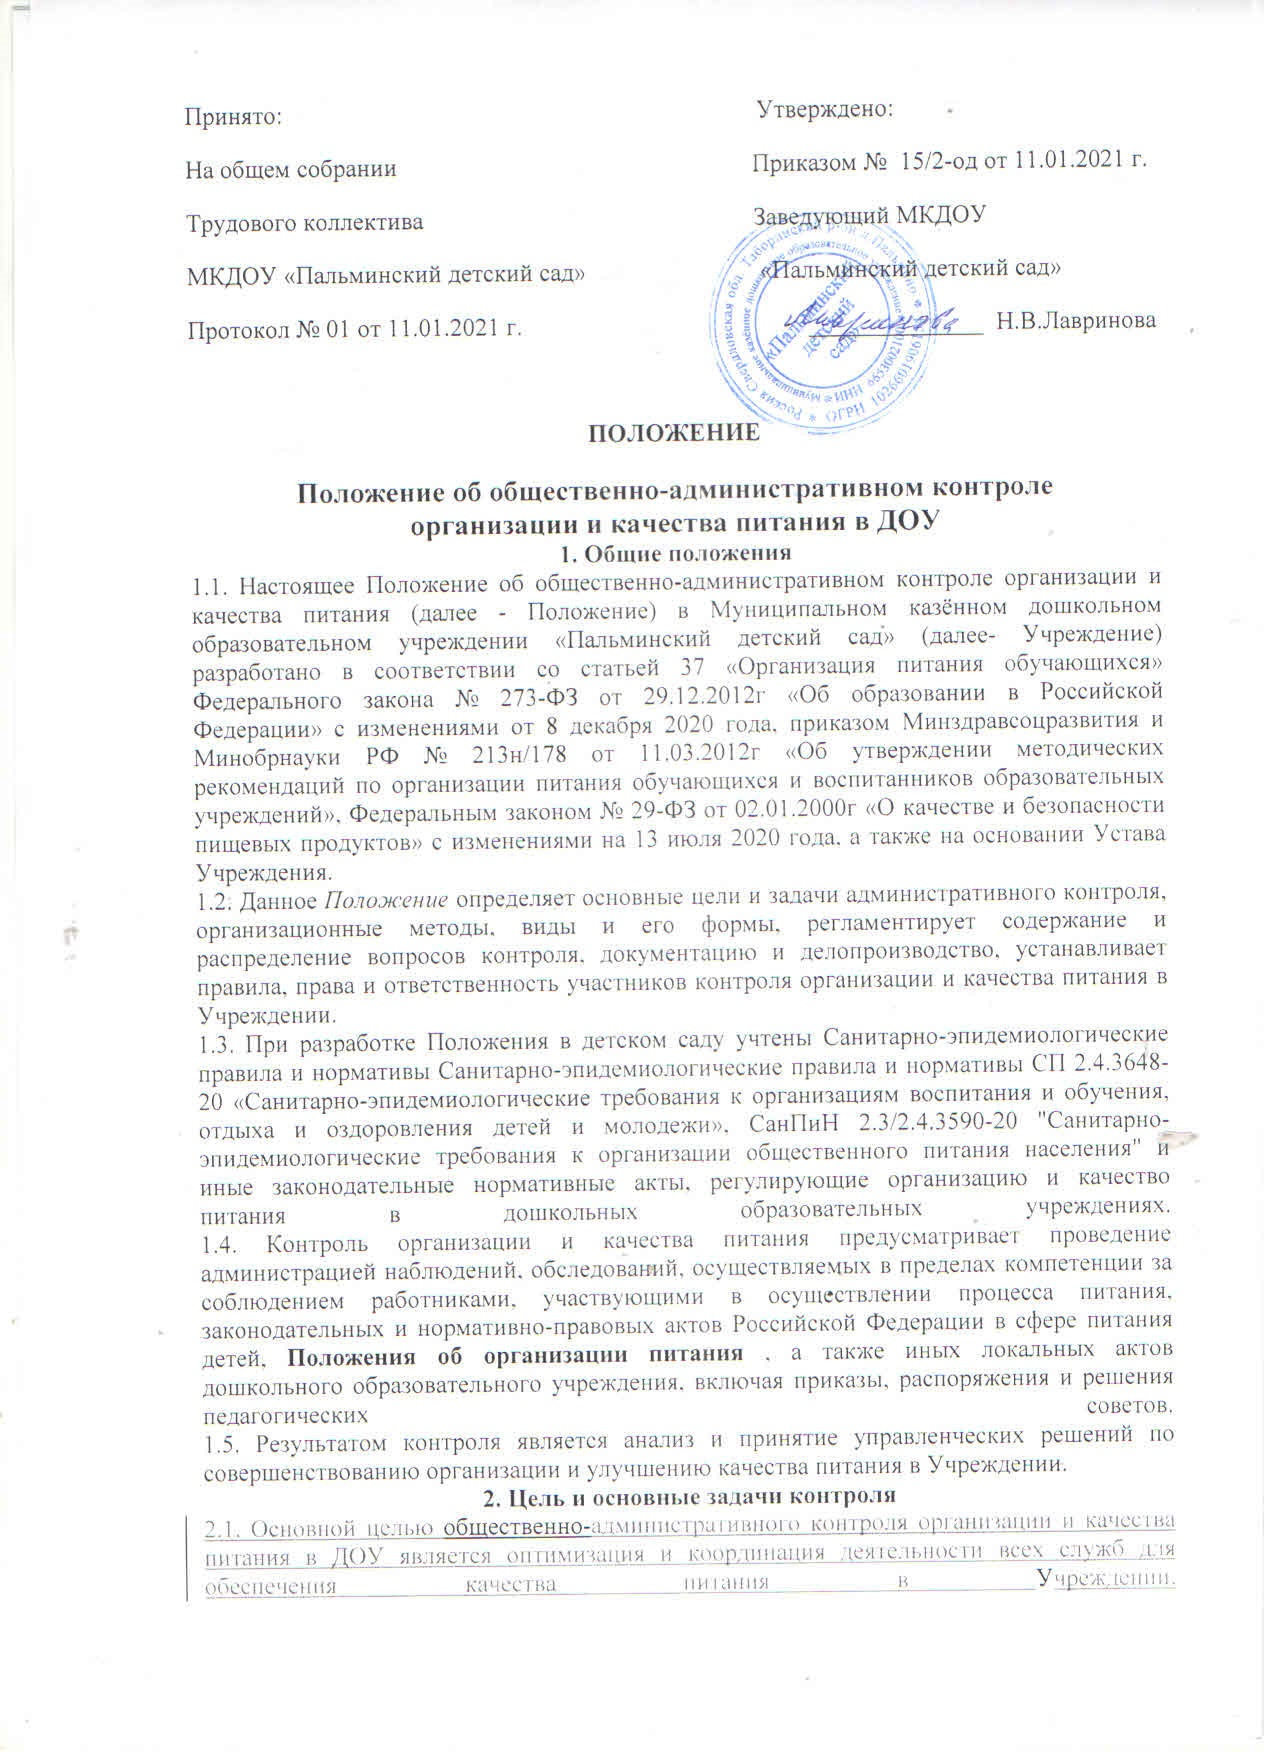 Принято:
На общем собрании
Трудового коллектива
МКДОУ «Пальминский детский сад»
Протокол № 01 от 11.01.2021 г.
Утверждено:
Приказом № 15/2-од от 11.01.2021 г.
Заведующий МКДОУ
«Пальминский детский сад»
Н.В.Лавринова
«Пальминский
детский
сад»
ПОЛОЖЕНИЕ
Положение об общественно-административном контроле
организации и качества питания в ДОУ
1. Общие положения
1.1. Настоящее Положение об общественно-административном контроле организации и
качества питания (далее - Положение) в Муниципальном казённом дошкольном
образовательном учреждении «Пальминский детский сад» (далее- Учреждение)
разработано в соответствии со статьей 37 «Организация питания обучающихся»
Федерального закона № 273-ФЗ от 29.12.2012г «Об образовании в Российской
Федерации» с изменениями от 8 декабря 2020 года, приказом Минздравсоцразвития и
Минобрнауки РФ № 213н/178 от 11.03.2012г «Об утверждении методических
рекомендаций по организации питания обучающихся и воспитанников образовательных
учреждений», Федеральным законом № 29-ФЗ от 02.01.2000г «О качестве и безопасности
пищевых продуктов» с изменениями на 13 июля 2020 года, а также на основании Устава
Учреждения.
1.2. Данное Положение определяет основные цели и задачи административного контроля,
организационные методы, виды и его формы, регламентирует содержание и
распределение вопросов контроля, документацию и делопроизводство, устанавливает
правила, права и ответственность участников контроля организации и качества питания в
Учреждении.
1.3. При разработке Положения в детском саду учтены Санитарно-эпидемиологические
правила и нормативы Санитарно-эпидемиологические правила и нормативы СП 2.4.3648-
20 «Санитарно-эпидемиологические требования к организациям воспитания и обучения,
отдыха и оздоровления детей и молодежи», СанПиН 2.3/2.4.3590-20 "Санитарно-
эпидемиологические требования к организации общественного питания населения" и
иные законодательные нормативные акты, регулирующие организацию и качество
питания в дошкольных образовательных учреждениях.
1.4. Контроль организации и качества питания предусматривает проведение
администрацией наблюдений, обследований, осуществляемых в пределах компетенции за
соблюдением работниками, участвующими в осуществлении процесса питания,
законодательных и нормативно-правовых актов Российской Федерации в сфере питания
детей, Положения об организации питания , а также иных локальных актов
дошкольного образовательного учреждения, включая приказы, распоряжения и решения
педагогических советов.
1.5. Результатом контроля является анализ и принятие управленческих решений по
совершенствованию организации и улучшению качества питания в Учреждении.
2. Цель и основные задачи контроля
2.1. Основной целью общественно-административного контроля организации и качества
питания в ДОУ является оптимизация и координация деятельности всех служб для
обеспечения качества питания в Учреждении.